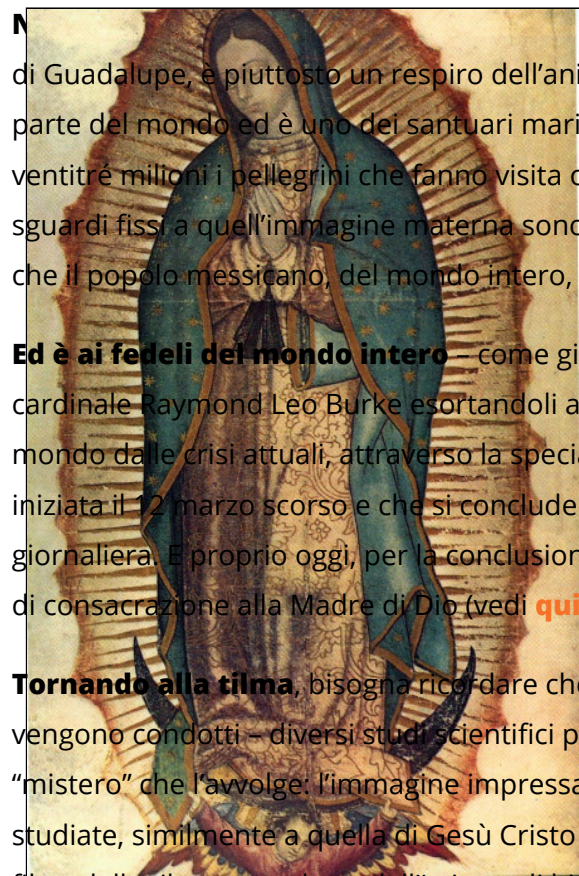 N
di Guadalupe, è piuttosto un respiro dell'ani
parte del mondo ed è uno dei santuari mari
ventitré milioni i pellegrini che fanno visita
sguardi fissi a quell'immagine materna sono
che il popolo messicano, del mondo intero,
Ed è ai fedeli del mondo intero – come gi
cardinale Raymond Leo Burke esortandoli a
mondo dalle crisi attuali, attraverso la specia
iniziata il 12 marzo scorso e che si conclude
giornaliera. E proprio oggi, per la conclusion
di consacrazione alla Madre di Dio (vedi qui
Tornando alla tilma, bisogna ricordare che
vengono condotti – diversi studi scientifici p
“mistero” che l'avvolge: l'immagine impressa
studiate, similmente a quella di Gesù Cristo